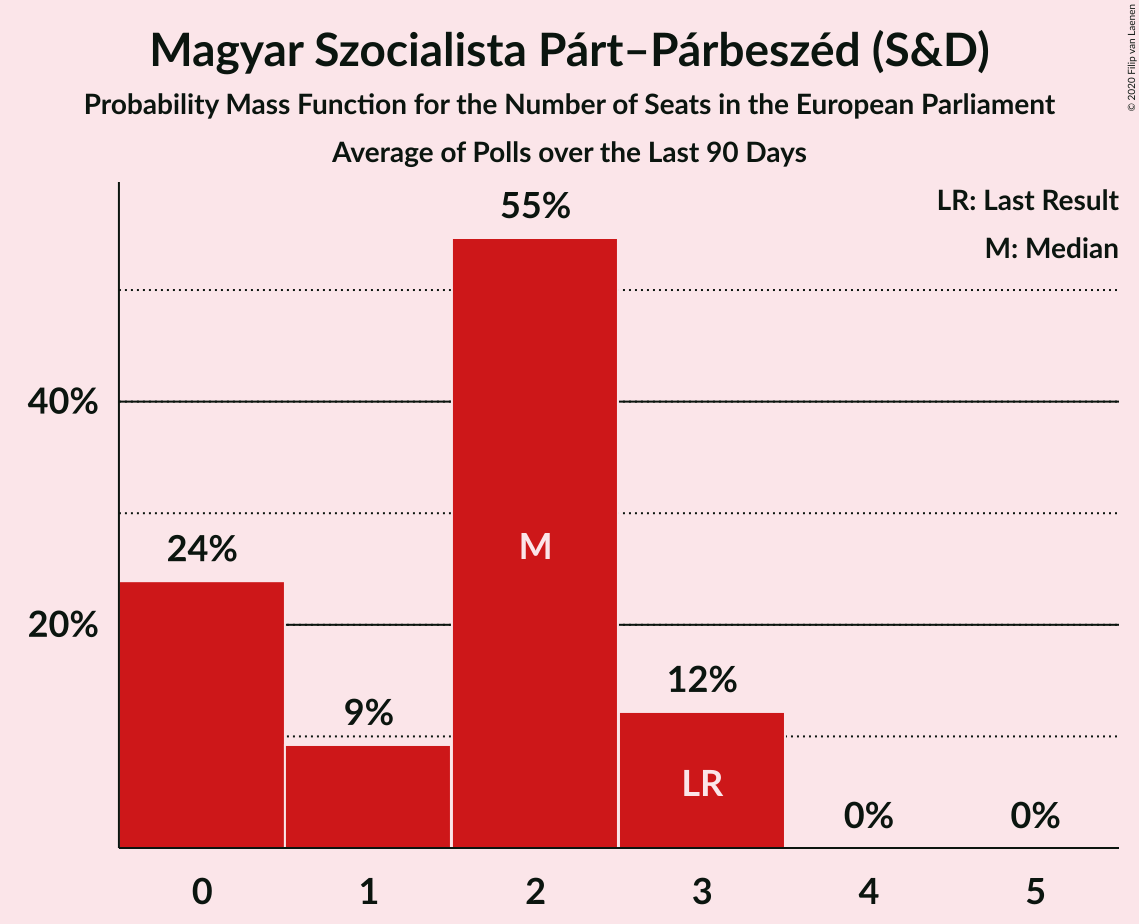 Magyar Szocialista Párt–Párbeszéd (S&D)
Probability Mass Function for the Number of Seats in the European Parliament
Average of Polls over the Last 90 Days
© 2020 Filip van Laenen
LR: Last Result
M: Median
55%
40%
M
24%
20%
12%
9%
LR
0% 0%
0 1 2 3 4 5